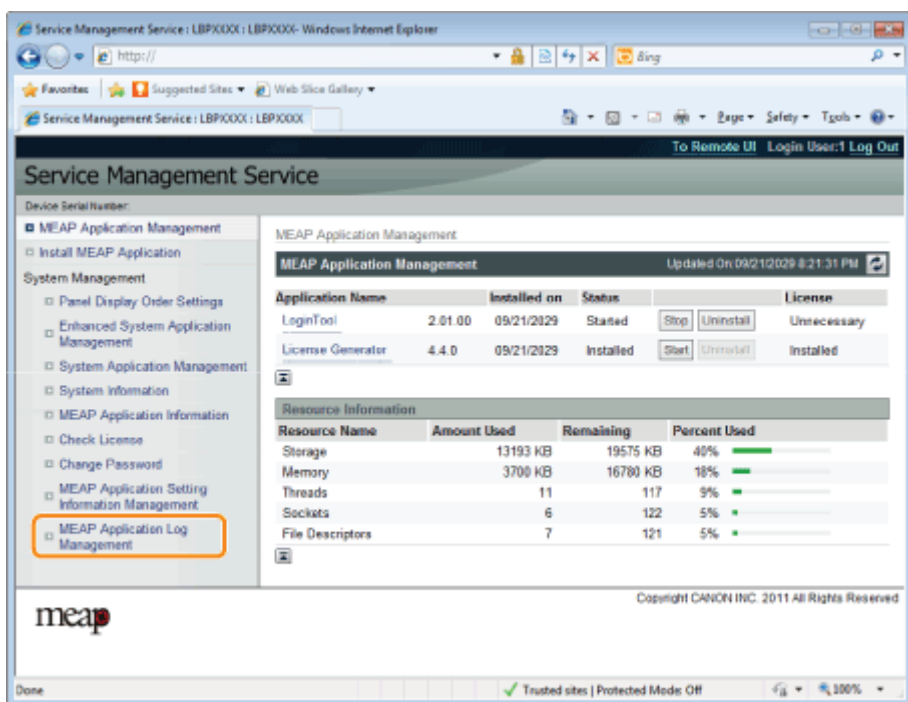 Service Management Service : LBPXXXX : LBPXXXX- Windows Internet Explorer
http://
Bing
Favorites Suggested Sites Web Slice Gallery
Service Management Service : LBPXXXX : LBPXXXX
Page Safety Tools
To Remote UI Login User:1 Log Out
Service Management Service
Device Serial Number:
MEAP Application Management
Install MEAP Application
System Management
Panel Display Order Settings
Enhanced System Application
Management
System Application Management
System Information
MEAP Application Information
Check License
Change Password
MEAP Application Setting
Information Management
MEAP Application Log
Management
MEAP Application Management
MEAP Application Management Updated On:09/21/2029 8:21:31 PM
Application Name Installed on Status License
LoginTool 2.01.00 09/21/2029 Started Stop Uninstall Unnecessary
License Generator 4.4.0 09/21/2029 Installed Start Uninstall Installed
Resource Information
Resource Name Amount Used Remaining Percent Used
Storage 13193 KB 19575 KB 40%
Memory 3700 KB 16780 KB 18%
Threads 11 117 9%
Sockets 6 122 5%
File Descriptors 7 121 5%
Copyright CANON INC. 2011 All Rights Reserved
meap
Done Trusted sites | Protected Mode: Off 100%